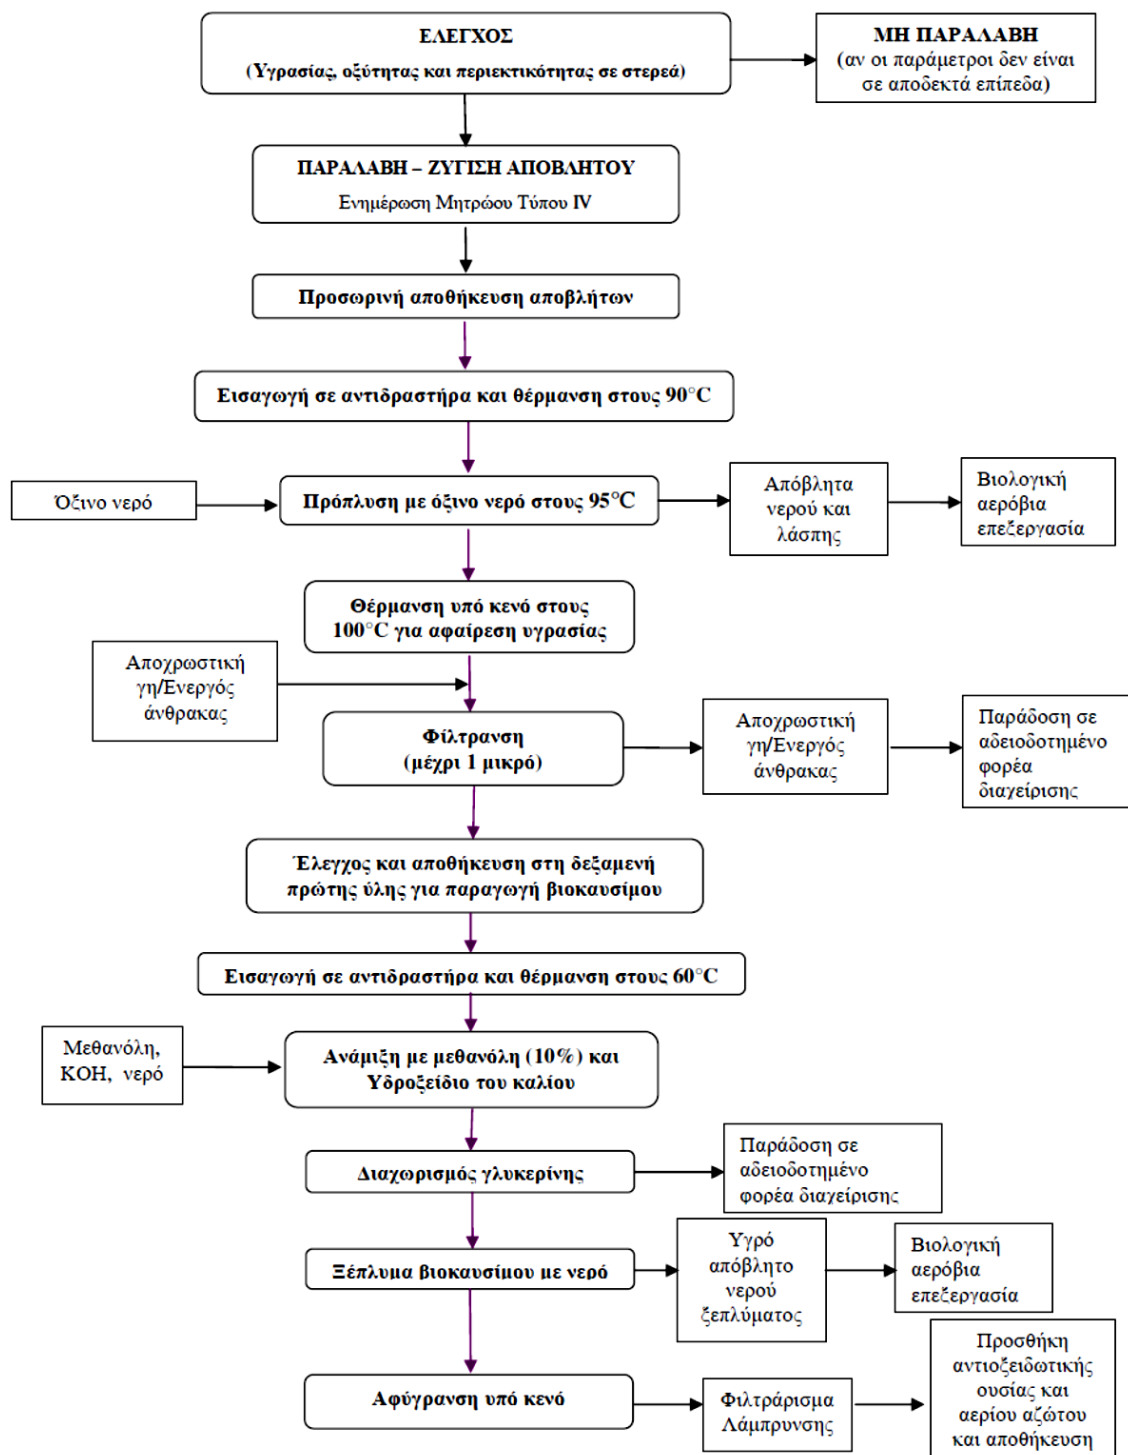 ΕΛΕΓΧΟΣ
(Υγρασίας, οξύτητας και περιεκτικότητας σε στερεά)
ΜΗ ΠΑΡΑΛΑΒΗ
(αν οι παράμετροι δεν είναι
σε αποδεκτά επίπεδα)
ΠΑΡΑΛΑΒΗ – ΖΥΓΙΣΗ ΑΠΟΒΛΗΤΟΥ
Ενημέρωση Μητρώου Τύπου IV
Προσωρινή αποθήκευση αποβλήτων
Εισαγωγή σε αντιδραστήρα και θέρμανση στους 90°C
Όξινο νερό
Πρόπλυση με όξινο νερό στους 95°C
Απόβλητα
νερού και
λάσπης
Βιολογική
αερόβια
επεξεργασία
Θέρμανση υπό κενό στους
100°C για αφαίρεση υγρασίας
Αποχρωστική
γη/Ενεργός
άνθρακας
Φίλτρανση
(μέχρι 1 μικρό)
Αποχρωστική
γη/Ενεργός
άνθρακας
Παράδοση σε
αδειοδοτημένο
φορέα
διαχείρισης
Έλεγχος και αποθήκευση στη δεξαμενή
πρώτης ύλης για παραγωγή βιοκαυσίμου
Εισαγωγή σε αντιδραστήρα και θέρμανση στους 60°C
Μεθανόλη,
KOH, νερό
Ανάμιξη με μεθανόλη (10%) και
Υδροξείδιο του καλίου
Διαχωρισμός γλυκερίνης
Παράδοση σε
αδειοδοτημένο
φορέα διαχείρισης
Ξέπλυμα βιοκαυσίμου με νερό
Υγρό
απόβλητο
νερού
ξεπλύματος
Βιολογική
αερόβια
επεξεργασία
Αφύγρανση υπό κενό
Φιλτράρισμα
Λάμπρυνσης
Προσθήκη
αντιοξειδωτικής
ουσίας και
αερίου αζώτου
και αποθήκευση